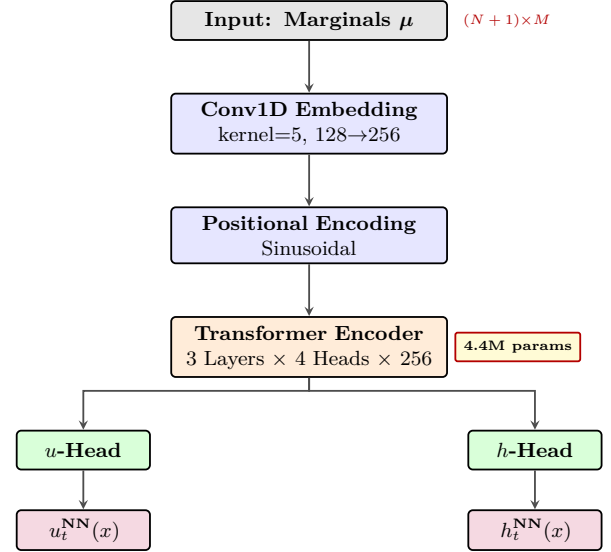 Input: Marginals μ
(N + 1)×M
Conv1D Embedding
kernel=5, 128→256
Positional Encoding
Sinusoidal
Transformer Encoder
3 Layers × 4 Heads × 256
4.4M params
u-Head
h-Head
u_t^NN(x)
h_t^NN(x)